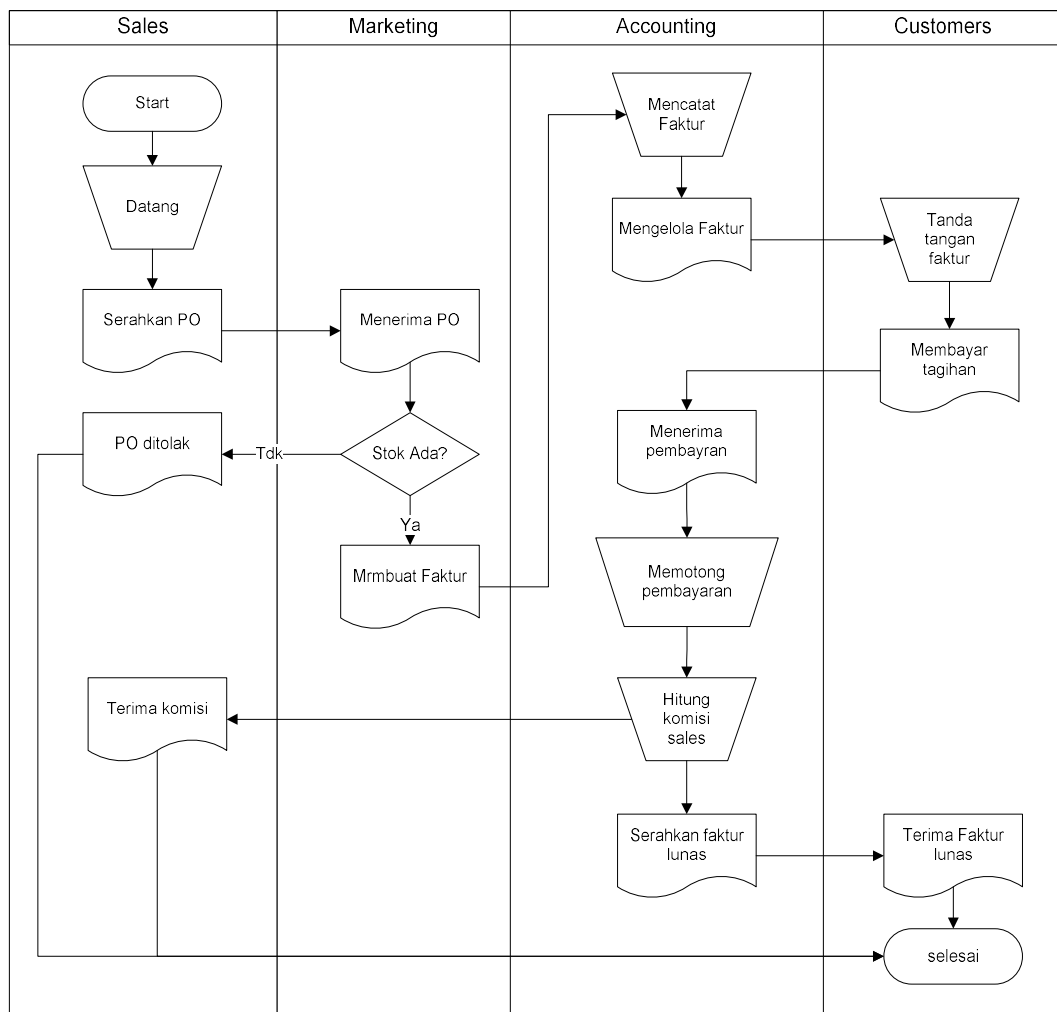 Sales
Marketing
Accounting
Customers
Start
Datang
Serahkan PO
PO ditolak
Terima komisi
Menerima PO
Stok Ada?
Tdk
Ya
Mrmbuat Faktur
Mencatat
Faktur
Mengelola Faktur
Menerima
pembayran
Memotong
pembayaran
Hitung
komisi
sales
Serahkan faktur
lunas
Tanda
tangan
faktur
Membayar
tagihan
Terima Faktur
lunas
selesai